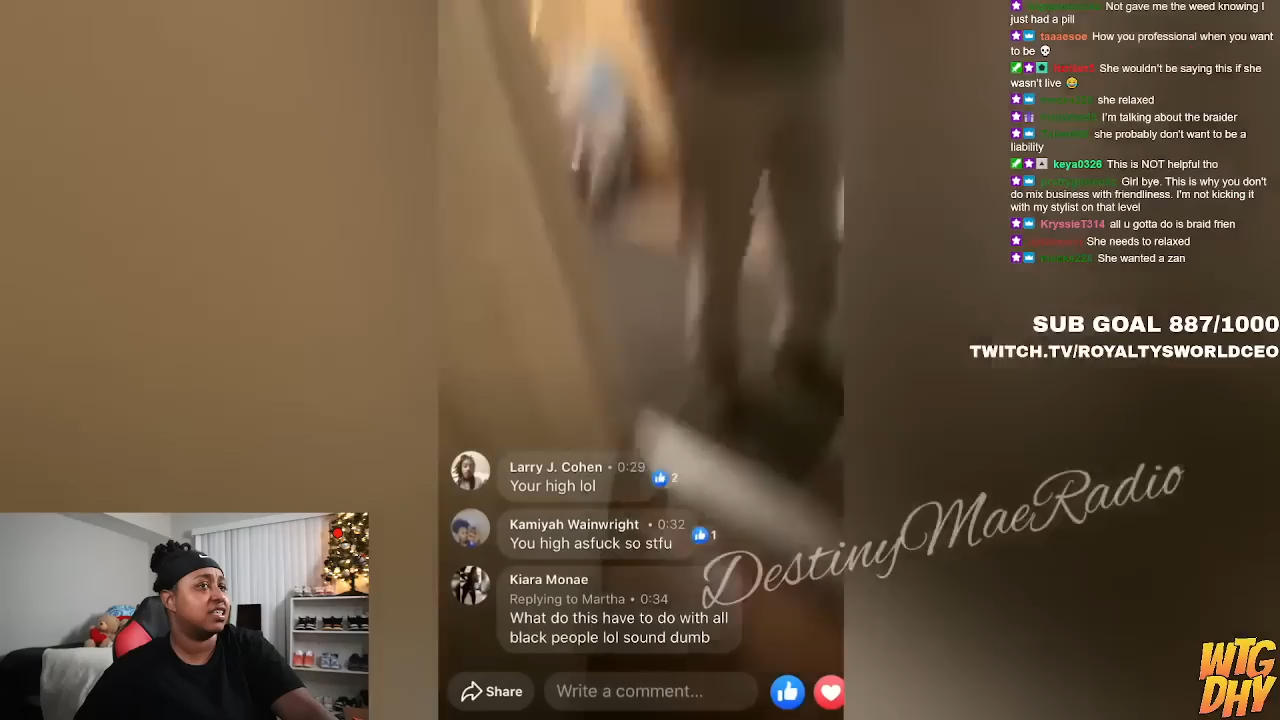 Not gave me the weed knowing I
just had a pill
taaaesoe How you professional when you want
to be 💀
She wouldn't be saying this if she
wasn't live 😂
she relaxed
I'm talking about the braider
she probably don't want to be a
liability
keya0326 This is NOT helpful tho
Girl bye. This is why you don't
do mix business with friendliness. I'm not kicking it
with my stylist on that level
KryssieT314 all u gotta do is braid frien
She needs to relaxed
She wanted a zan
SUB GOAL 887/1000
TWITCH.TV/ROYALTYSWORLDCEO
Larry J. Cohen • 0:29
Your high lol
2
Kamiyah Wainwright • 0:32
You high asfuck so stfu
1
Kiara Monae
Replying to Martha • 0:34
What do this have to do with all
black people lol sound dumb
DestinyMaeRadio
Share
Write a comment...
WTG
DHY